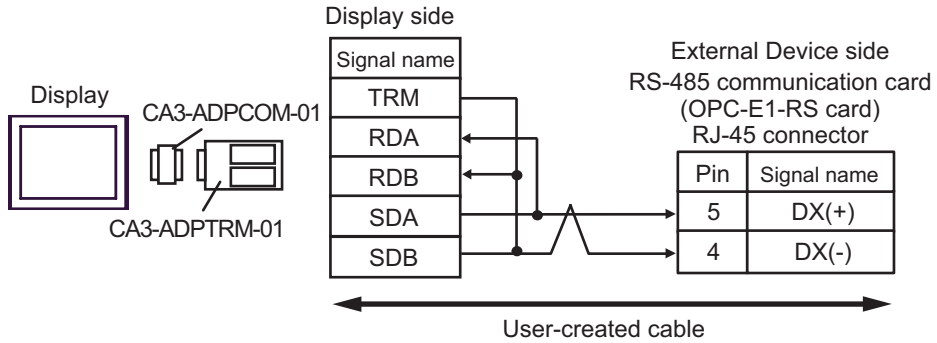 Display side
Signal name
TRM
RDA
RDB
SDA
SDB
Display
CA3-ADPCOM-01
CA3-ADPTRM-01
External Device side
RS-485 communication card
(OPC-E1-RS card)
RJ-45 connector
Pin Signal name
5 DX(+)
4 DX(-)
User-created cable